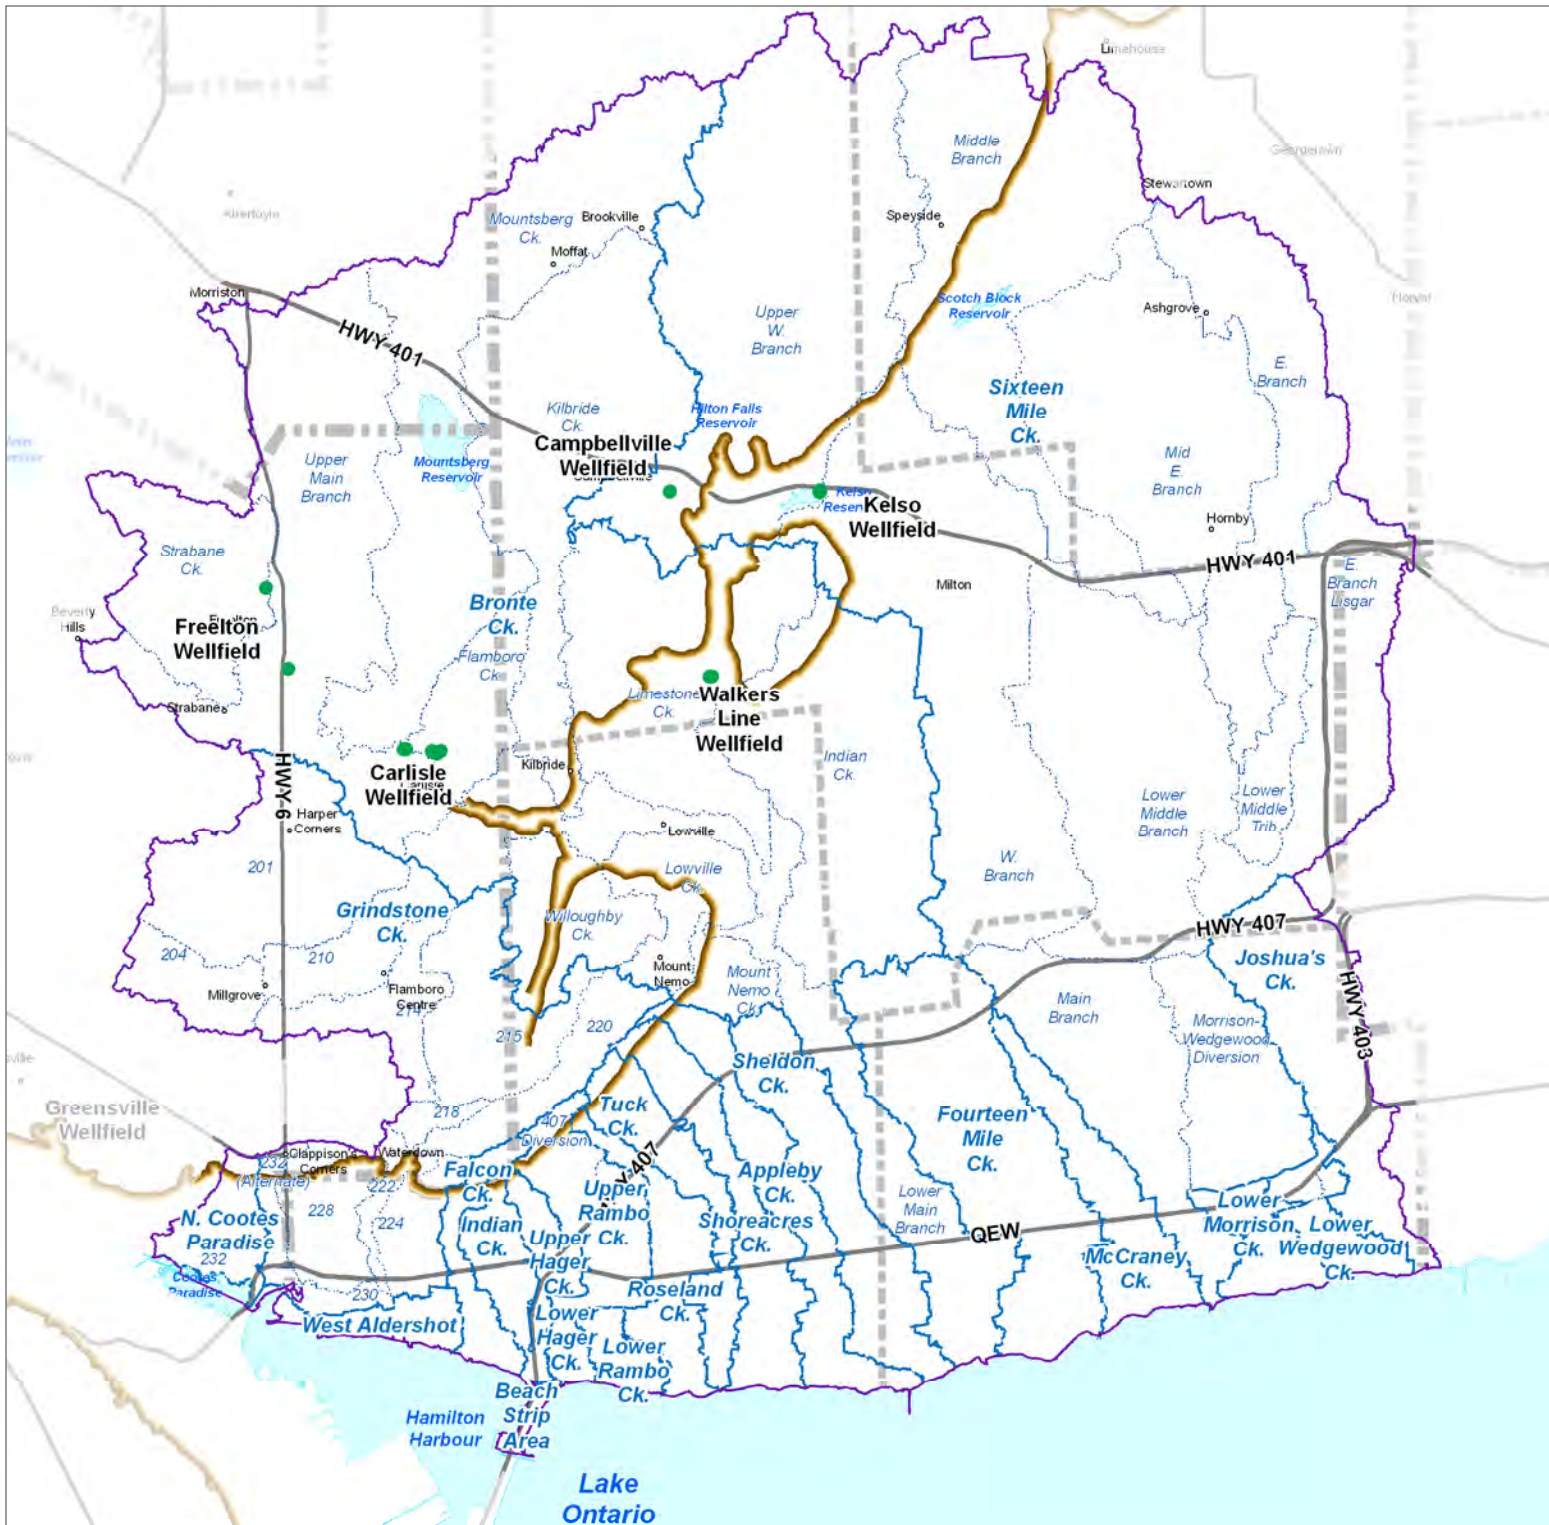 Limehouse
Middle
Branch
Georgetown
Stewarttown
Speyside
Mountsberg
Ck.
Brookville
Moffat
Morriston
Scotch Block
Reservoir
Norval
Ashgrove
Upper
W.
Branch
HWY 401
E.
Branch
Sixteen
Mile
Ck.
Kilbride
Ck.
Hilton Falls
Reservoir
Campbellville
Wellfield
Campbellville
Upper
Main
Branch
Mountsberg
Reservoir
Mid
E.
Branch
Kelso
Wellfield
Hornby
Strabane
Ck.
HWY 401
E.
Branch
Lisgar
Milton
Bronte
Ck.
Beverly
Hills
Freelton
Wellfield
Flamboro
Ck.
Limestone
Ck.
Walkers
Line
Wellfield
Strabane
Indian
Ck.
Kilbride
Carlisle
Wellfield
Carlisle
HWY 6
Harper
Corners
Lower
Middle
Branch
Lower
Middle
Trib.
Lowville
201
Lowville
Ck.
W.
Branch
Grindstone
Ck.
Willoughby
Ck.
HWY 407
204
210
Millgrove
Flamboro
Centre
214
Mount
Nemo
Mount
Nemo
Ck.
Joshua's
Ck.
HWY 403
Main
Branch
215
220
Morrison-
Wedgewood
Diversion
Sheldon
Ck.
Greensville
Wellfield
218
Tuck
Ck.
407
Diversion
Fourteen
Mile
Ck.
HWY 407
Clappison's
Corners
Waterdown
232
(Alternate)
222
Falcon
Ck.
Appleby
Ck.
228
224
Upper
Rambo
Ck.
Lower
Main
Branch
N. Cootes
Paradise
232
Indian
Ck.
Shoreacres
Ck.
Lower
Morrison
Ck.
Lower
Wedgewood
Ck.
QEW
Upper
Hager
Ck.
McCraney
Ck.
Cootes
Paradise
230
Roseland
Ck.
West Aldershot
Lower
Hager
Ck.
Lower
Rambo
Ck.
Beach
Strip
Area
Hamilton
Harbour
Lake
Ontario